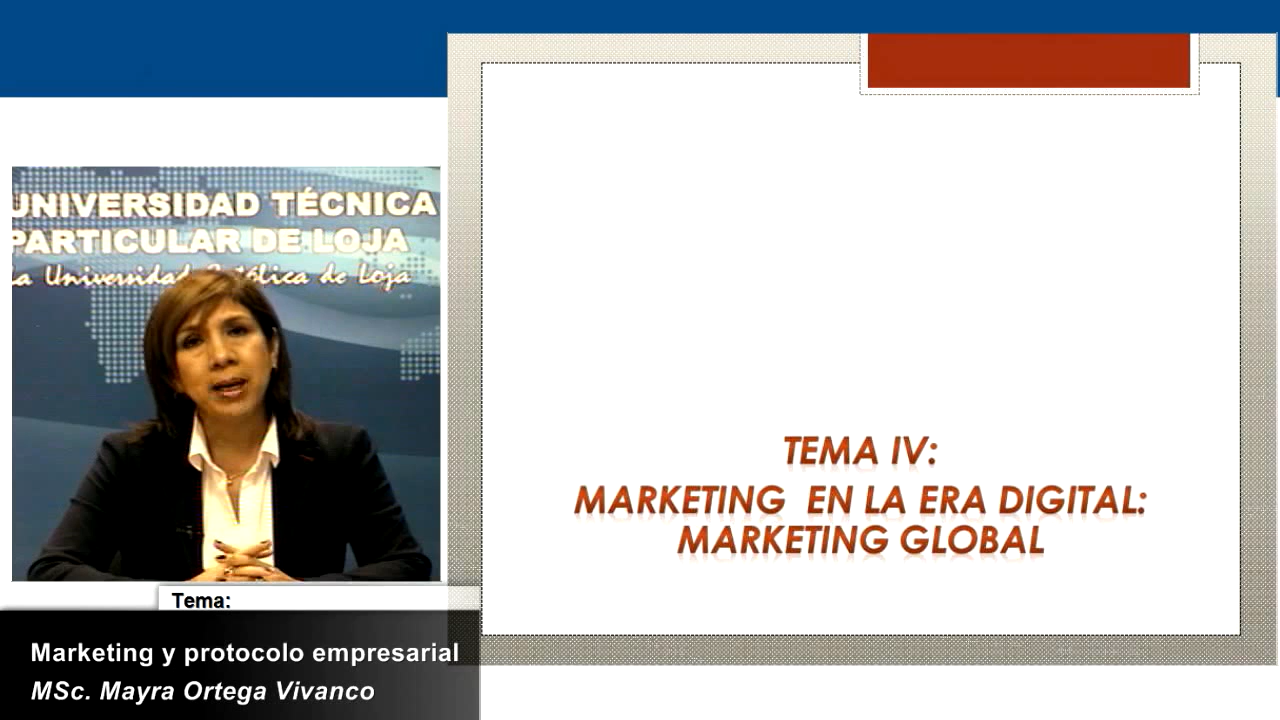 UNIVERSIDAD TÉCNICA
PARTICULAR DE LOJA
La Universidad Católica de Loja
TEMA IV:
MARKETING EN LA ERA DIGITAL:
MARKETING GLOBAL
Tema:
Marketing y protocolo empresarial
MSc. Mayra Ortega Vivanco